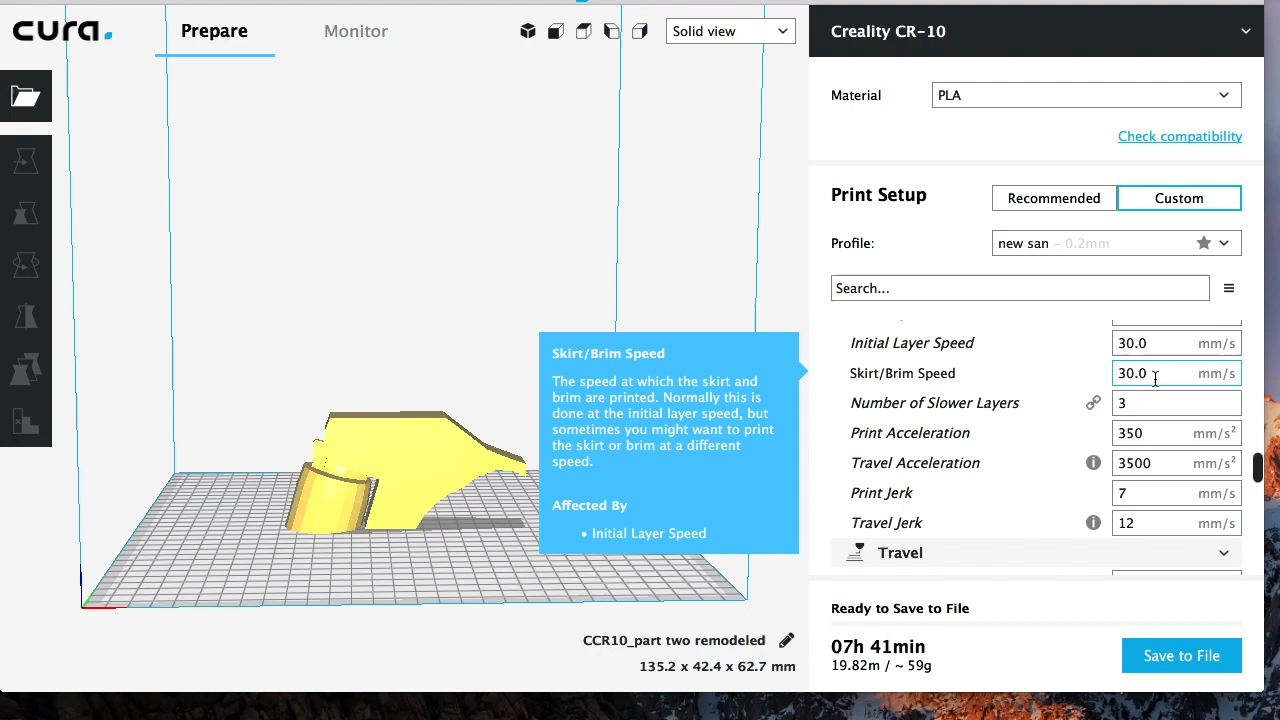 cura.
Prepare
Monitor
Solid view
Creality CR-10
Material
PLA
Check compatibility
Print Setup
Recommended
Custom
Profile:
new san - 0.2mm
Search...
Initial Layer Speed
30.0 mm/s
Skirt/Brim Speed
30.0 mm/s
Number of Slower Layers
3
Print Acceleration
350 mm/s²
Travel Acceleration
3500 mm/s²
Print Jerk
7 mm/s
Travel Jerk
12 mm/s
Travel
Skirt/Brim Speed
The speed at which the skirt and
brim are printed. Normally this is
done at the initial layer speed, but
sometimes you might want to print
the skirt or brim at a different
speed.
Affected By
• Initial Layer Speed
CCR10_part two remodeled
135.2 x 42.4 x 62.7 mm
Ready to Save to File
07h 41min
19.82m / ~ 59g
Save to File